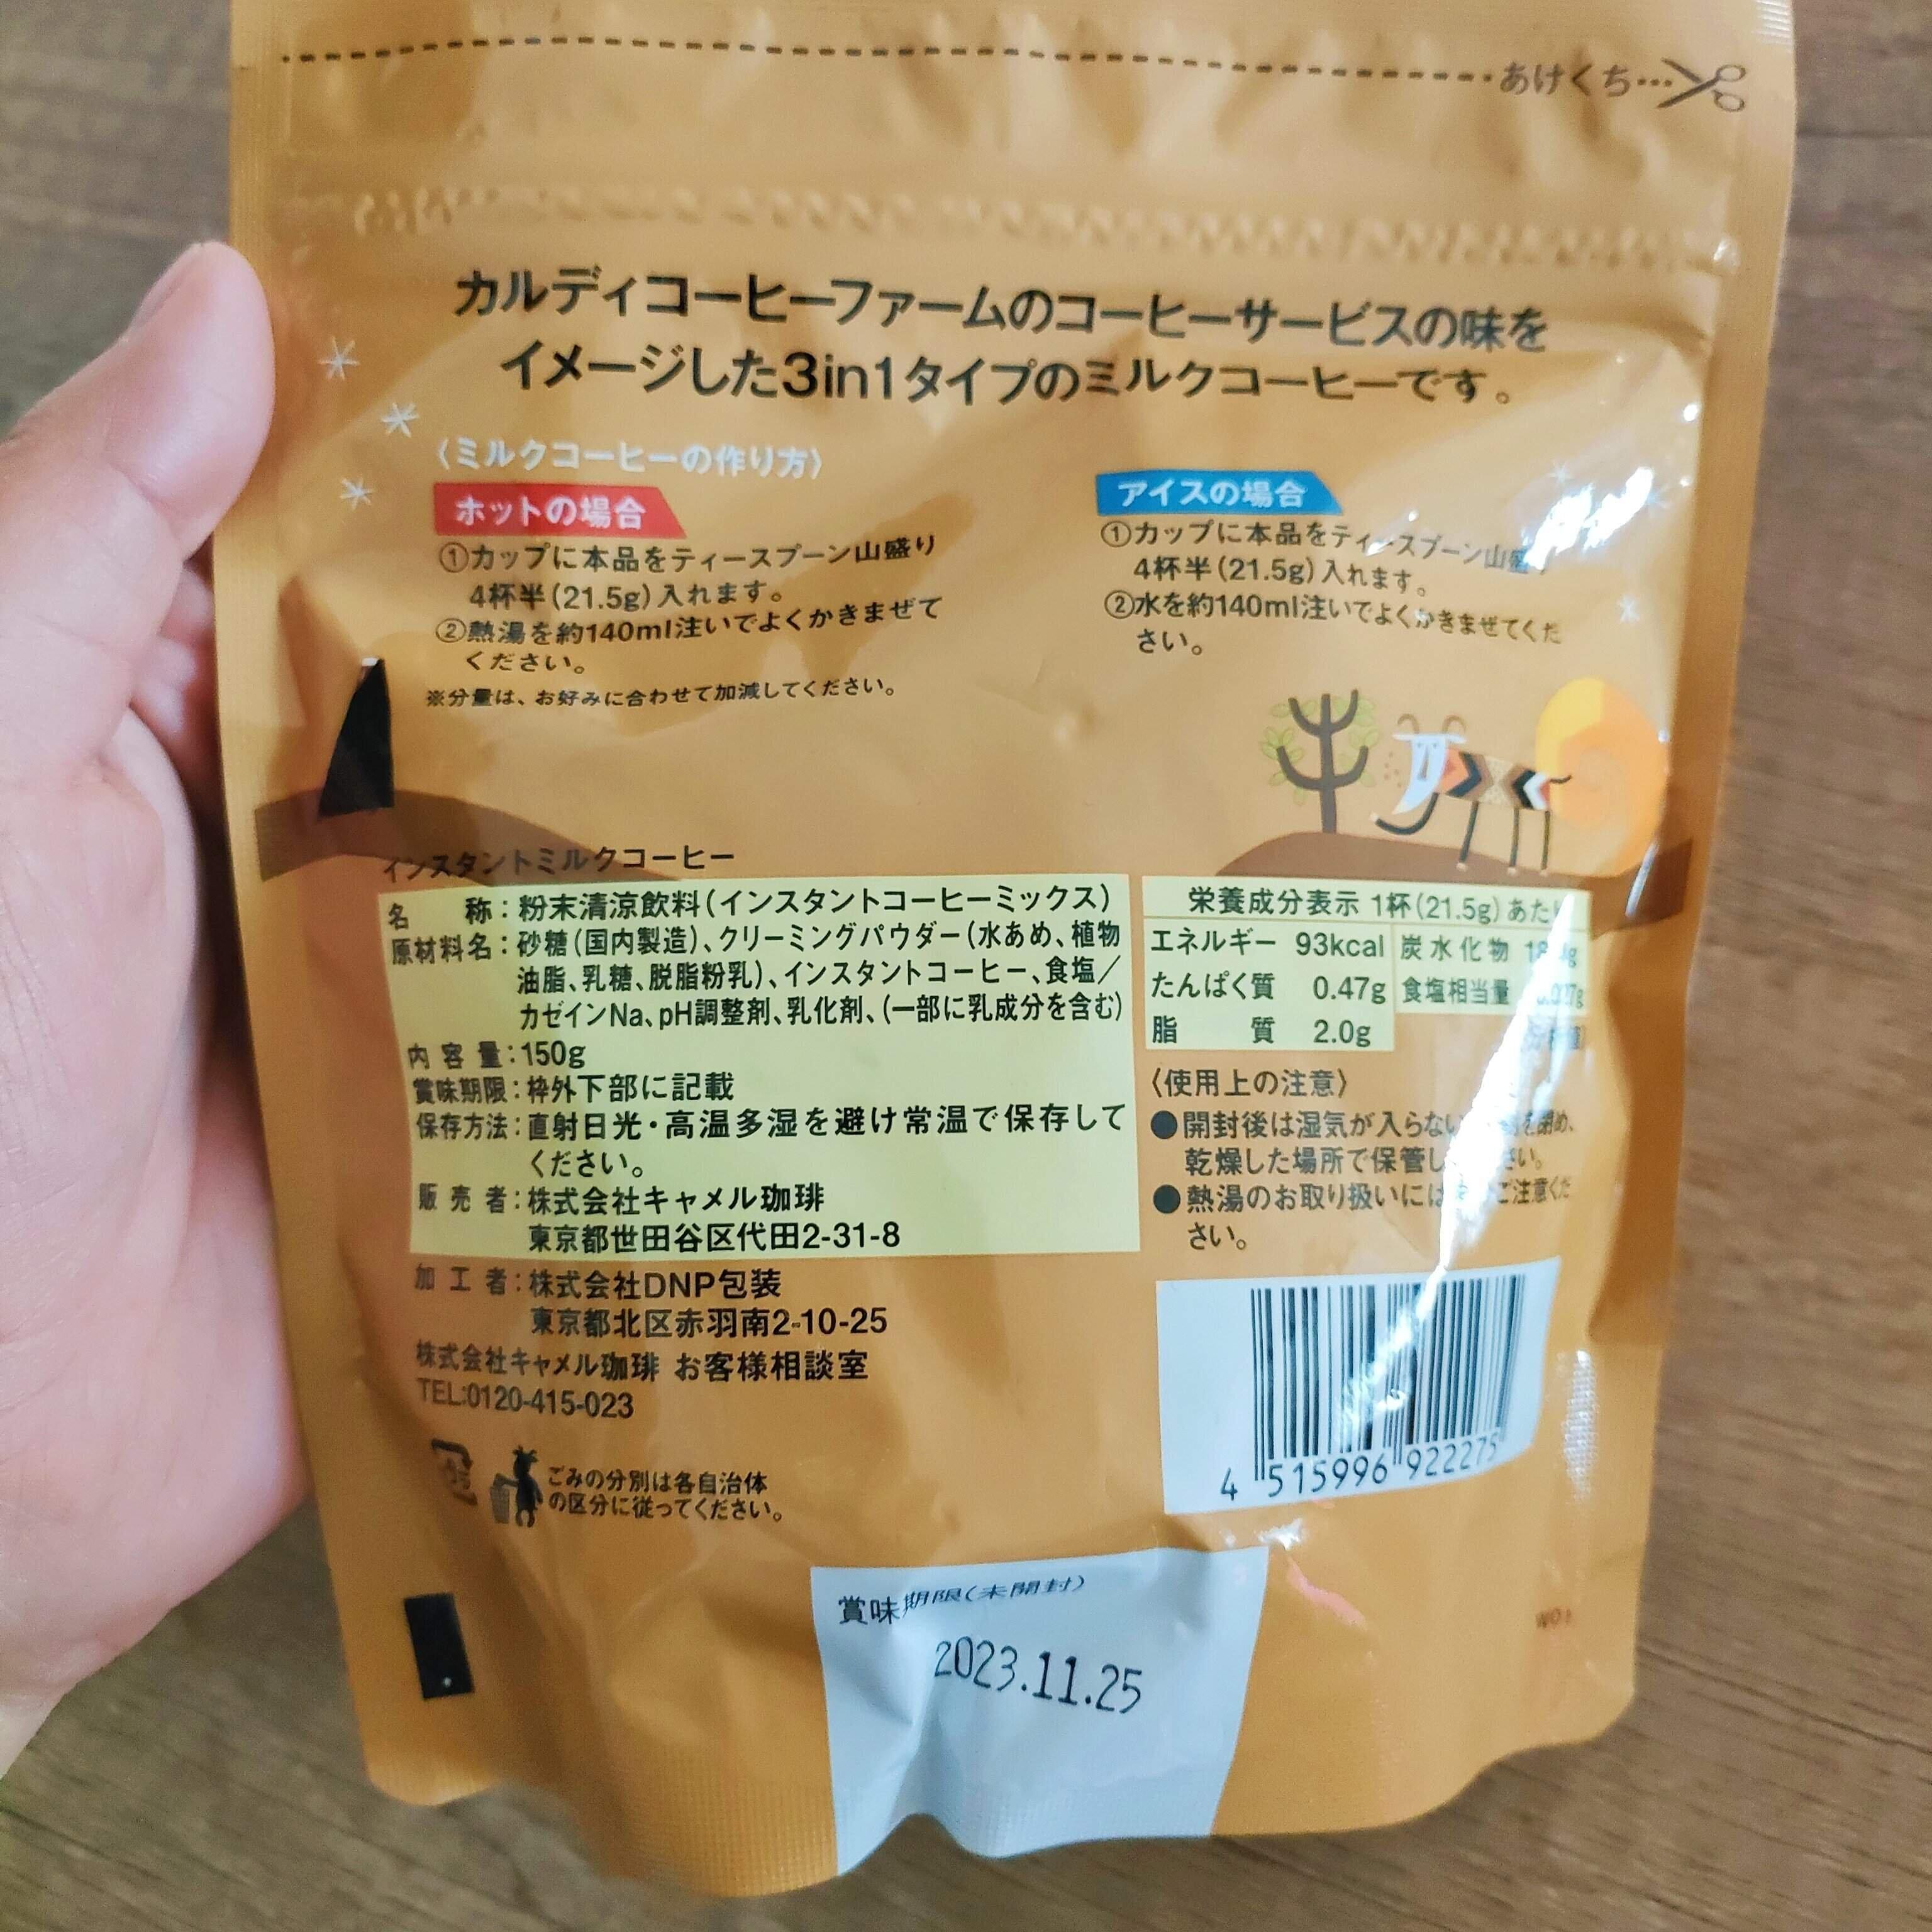 あけくち…
カルディコーヒーファームのコーヒーサービスの味を
イメージした3in1タイプのミルクコーヒーです。
〈ミルクコーヒーの作り方〉
ホットの場合
①カップに本品をティースプーン山盛り
4杯半(21.5g)入れます。
②熱湯を約140ml注いでよくかきまぜて
ください。
※分量は、お好みに合わせて加減してください。
アイスの場合
①カップに本品をティースプーン山盛り
4杯半(21.5g)入れます。
②水を約140ml注いでよくかきまぜてくだ
さい。
インスタントミルクコーヒー
名称:粉末清涼飲料(インスタントコーヒーミックス)
原材料名:砂糖(国内製造)、クリーミングパウダー(水あめ、植物
油脂、乳糖、脱脂粉乳)、インスタントコーヒー、食塩/
カゼインNa、pH調整剤、乳化剤、(一部に乳成分を含む)
内容量:150g
賞味期限:枠外下部に記載
保存方法:直射日光・高温多湿を避け常温で保存して
ください。
販売者:株式会社キャメル珈琲
東京都世田谷区代田2-31-8
加工者:株式会社DNP包装
東京都北区赤羽南2-10-25
株式会社キャメル珈琲 お客様相談室
TEL:0120-415-023
ごみの分別は各自治体
の区分に従ってください。
栄養成分表示 1杯(21.5g)あたり
エネルギー 93kcal 炭水化物
たんぱく質 0.47g 食塩相当量
脂質 2.0g
〈使用上の注意〉
●開封後は湿気が入らない を閉め、
乾燥した場所で保管し さい。
●熱湯のお取り扱いには ご注意くだ
さい。
4 515996 922275
賞味期限(未開封)
2023.11.25